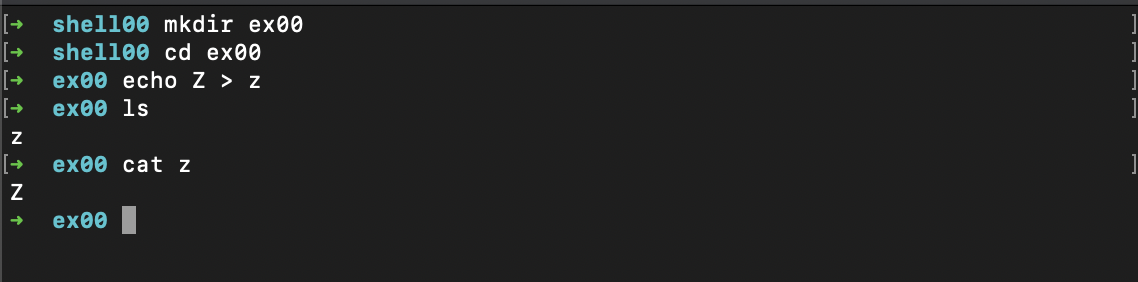 [➜  shell00 mkdir ex00 ]
[➜  shell00 cd ex00 ]
[➜  ex00 echo Z > z ]
[➜  ex00 ls ]
z
[➜  ex00 cat z ]
Z
➜  ex00